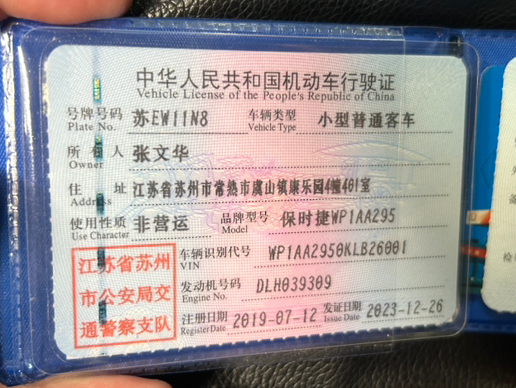 中华人民共和国机动车行驶证
Vehicle License of the People's Republic of China
号牌号码 苏EW11N8 车辆类型 小型普通客车
Plate No. Vehicle Type
所有人 张文华
Owner
住址 江苏省苏州市常熟市虞山镇康乐园4幢401室
Address
使用性质 非营运 品牌型号 保时捷WP1AA295
Use Character Model
江苏省苏州
市公安局交
通警察支队
车辆识别代号 WP1AA2950KLB26001
VIN
发动机号码 DLH039309
Engine No.
注册日期 2019-07-12 发证日期 2023-12-26
Register Date Issue Date